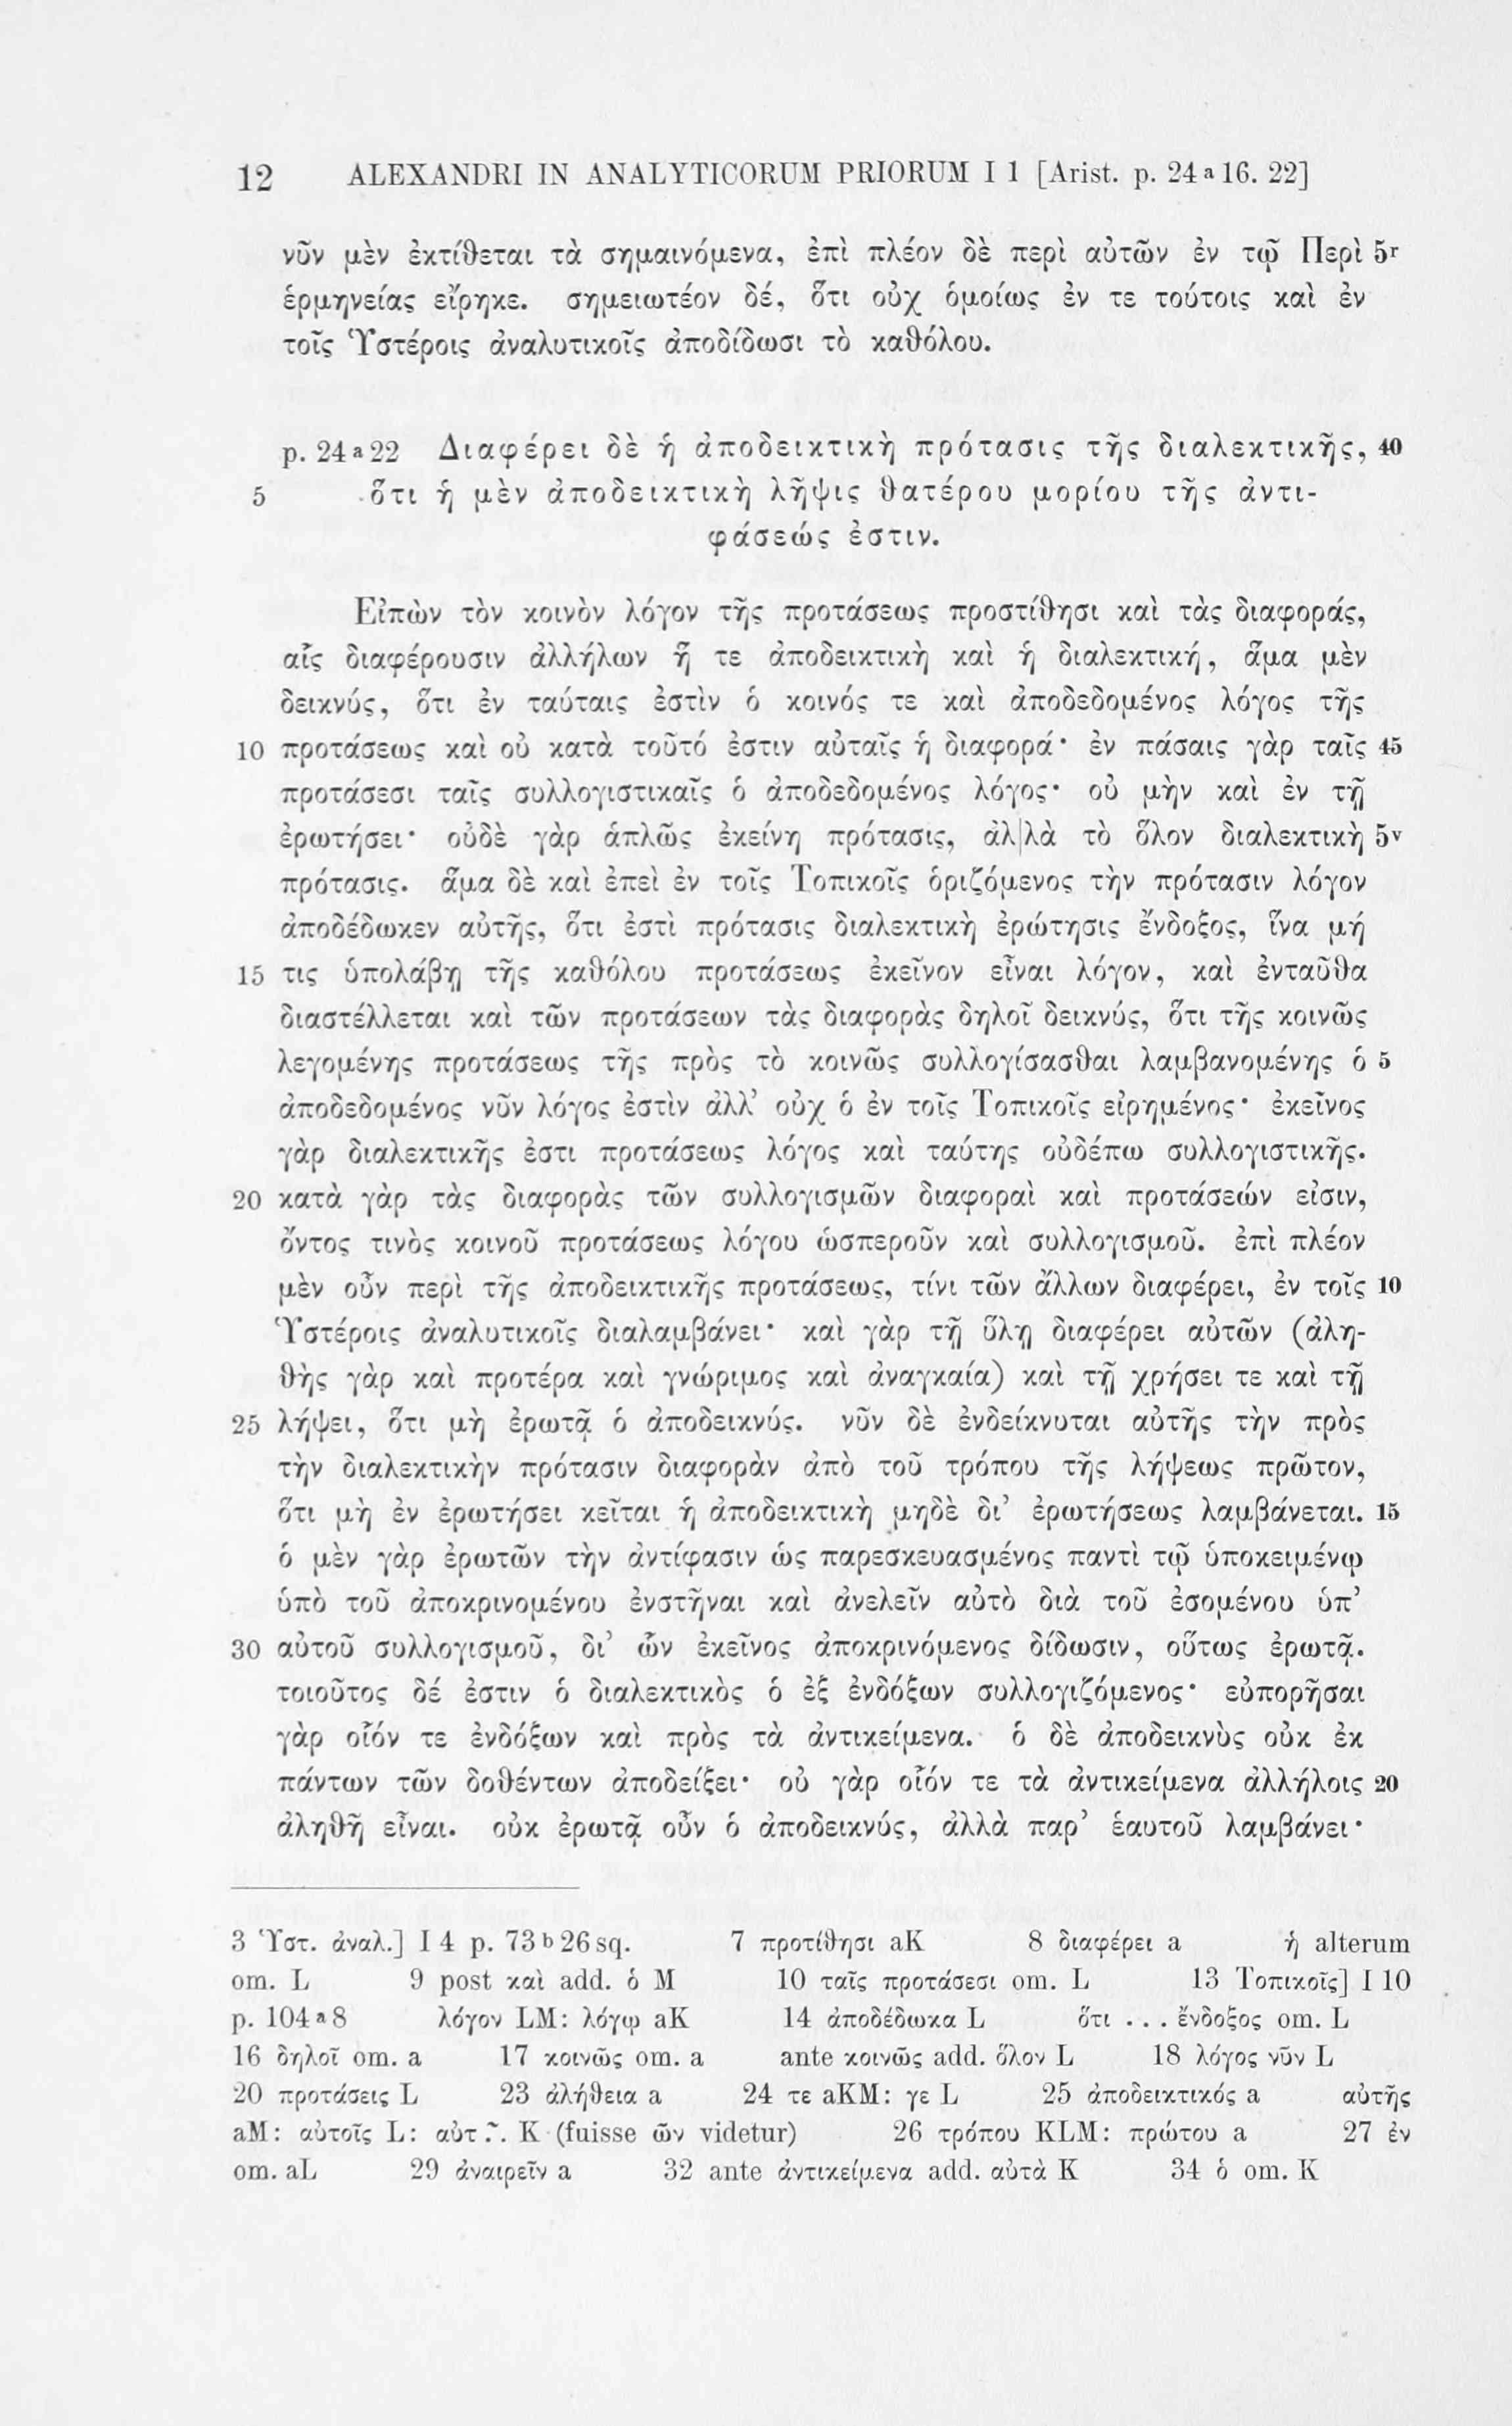 12 ALEXANDRI IN ANALYTICORUM PRIORUM I 1 [Arist. p. 24 a 16. 22]
νῦν μὲν ἐκτίθεται τὰ σημαινόμενα, ἐπὶ πλέον δὲ περὶ αὐτῶν ἐν τῷ Περὶ 5r
ἑρμηνείας εἴρηκε. σημειωτέον δέ, ὅτι οὐχ ὁμοίως ἐν τε τούτοις καὶ ἐν
τοῖς Ὑστέροις ἀναλυτικοῖς ἀποδίδωσι τὸ καθόλου.
p. 24 a 22 Διαφέρει δὲ ἡ ἀποδεικτικὴ πρότασις τῆς διαλεκτικῆς, 40
5 ὅτι ἡ μὲν ἀποδεικτικὴ λῆψις θατέρου μορίου τῆς ἀντι-
φάσεώς ἐστιν.
Εἰπὼν τὸν κοινὸν λόγον τῆς προτάσεως προστίθησι καὶ τὰς διαφοράς,
αἷς διαφέρουσιν ἀλλήλων ἥ τε ἀποδεικτικὴ καὶ ἡ διαλεκτική, ἅμα μὲν
δεικνύς, ὅτι ἐν ταύταις ἐστὶν ὁ κοινός τε καὶ ἀποδεδομένος λόγος τῆς
10 προτάσεως καὶ οὐ κατὰ τοῦτό ἐστιν αὐταῖς ἡ διαφορά· ἐν πάσαις γὰρ ταῖς 45
προτάσεσι ταῖς συλλογιστικαῖς ὁ ἀποδεδομένος λόγος· οὐ μὴν καὶ ἐν τῇ
ἐρωτήσει· οὐδὲ γὰρ ἁπλῶς ἐκείνη πρότασις, ἀλ|λὰ τὸ ὅλον διαλεκτικὴ 5v
πρότασις. ἅμα δὲ καὶ ἐπεὶ ἐν τοῖς Τοπικοῖς ὁριζόμενος τὴν πρότασιν λόγον
ἀποδέδωκεν αὐτῆς, ὅτι ἐστὶ πρότασις διαλεκτικὴ ἐρώτησις ἔνδοξος, ἵνα μή
15 τις ὑπολάβῃ τῆς καθόλου προτάσεως ἐκεῖνον εἶναι λόγον, καὶ ἐνταῦθα
διαστέλλεται καὶ τῶν προτάσεων τὰς διαφορὰς δηλοῖ δεικνύς, ὅτι τῆς κοινῶς
λεγομένης προτάσεως τῆς πρὸς τὸ κοινῶς συλλογίσασθαι λαμβανομένης ὁ 5
ἀποδεδομένος νῦν λόγος ἐστὶν ἀλλ’ οὐχ ὁ ἐν τοῖς Τοπικοῖς εἰρημένος· ἐκεῖνος
γὰρ διαλεκτικῆς ἐστι προτάσεως λόγος καὶ ταύτης οὐδέπω συλλογιστικῆς.
20 κατὰ γὰρ τὰς διαφορὰς τῶν συλλογισμῶν διαφοραὶ καὶ προτάσεών εἰσιν,
ὄντος τινὸς κοινοῦ προτάσεως λόγου ὡσπεροῦν καὶ συλλογισμοῦ. ἐπὶ πλέον
μὲν οὖν περὶ τῆς ἀποδεικτικῆς προτάσεως, τίνι τῶν ἄλλων διαφέρει, ἐν τοῖς 10
Ὑστέροις ἀναλυτικοῖς διαλαμβάνει· καὶ γὰρ τῇ ὕλῃ διαφέρει αὐτῶν (ἀλη-
θὴς γὰρ καὶ προτέρα καὶ γνώριμος καὶ ἀναγκαία) καὶ τῇ χρήσει τε καὶ τῇ
25 λήψει, ὅτι μὴ ἐρωτᾷ ὁ ἀποδεικνύς. νῦν δὲ ἐνδείκνυται αὐτῆς τὴν πρὸς
τὴν διαλεκτικὴν πρότασιν διαφορὰν ἀπὸ τοῦ τρόπου τῆς λήψεως πρῶτον,
ὅτι μὴ ἐν ἐρωτήσει κεῖται ἡ ἀποδεικτικὴ μηδὲ δι’ ἐρωτήσεως λαμβάνεται. 15
ὁ μὲν γὰρ ἐρωτῶν τὴν ἀντίφασιν ὡς παρεσκευασμένος παντὶ τῷ ὑποκειμένῳ
ὑπὸ τοῦ ἀποκρινομένου ἐνστῆναι καὶ ἀνελεῖν αὐτὸ διὰ τοῦ ἐσομένου ὑπ’
30 αὐτοῦ συλλογισμοῦ, δι’ ὧν ἐκεῖνος ἀποκρινόμενος δίδωσιν, οὕτως ἐρωτᾷ.
τοιοῦτος δέ ἐστιν ὁ διαλεκτικὸς ὁ ἐξ ἐνδόξων συλλογιζόμενος· εὐπορῆσαι
γὰρ οἷόν τε ἐνδόξων καὶ πρὸς τὰ ἀντικείμενα. ὁ δὲ ἀποδεικνὺς οὐκ ἐκ
πάντων τῶν δοθέντων ἀποδείξει· οὐ γὰρ οἷόν τε τὰ ἀντικείμενα ἀλλήλοις 20
ἀληθῆ εἶναι. οὐκ ἐρωτᾷ οὖν ὁ ἀποδεικνύς, ἀλλὰ παρ’ ἑαυτοῦ λαμβάνει·
3 Ὑστ. ἀναλ.] I 4 p. 73 b 26 sq. 7 προτίθησι aK 8 διαφέρει a ἡ alterum
om. L 9 post καὶ add. ὁ M 10 ταῖς προτάσεσι om. L 13 Τοπικοῖς] I 10
p. 104 a 8 λόγον LM: λόγῳ aK 14 ἀποδέδωκα L ὅτι . . . ἔνδοξος om. L
16 δηλοῖ om. a 17 κοινῶς om. a ante κοινῶς add. ὅλον L 18 λόγος νῦν L
20 προτάσεις L 23 ἀλήθεια a 24 τε aKM: γε L 25 ἀποδεικτικός a αὐτῆς
aM: αὐτοῖς L: αὐτ . ῀. K (fuisse ῶν videtur) 26 τρόπου KLM: πρώτου a 27 ἐν
om. aL 29 ἀναιρεῖν a 32 ante ἀντικείμενα add. αὐτὰ K 34 ὁ om. K